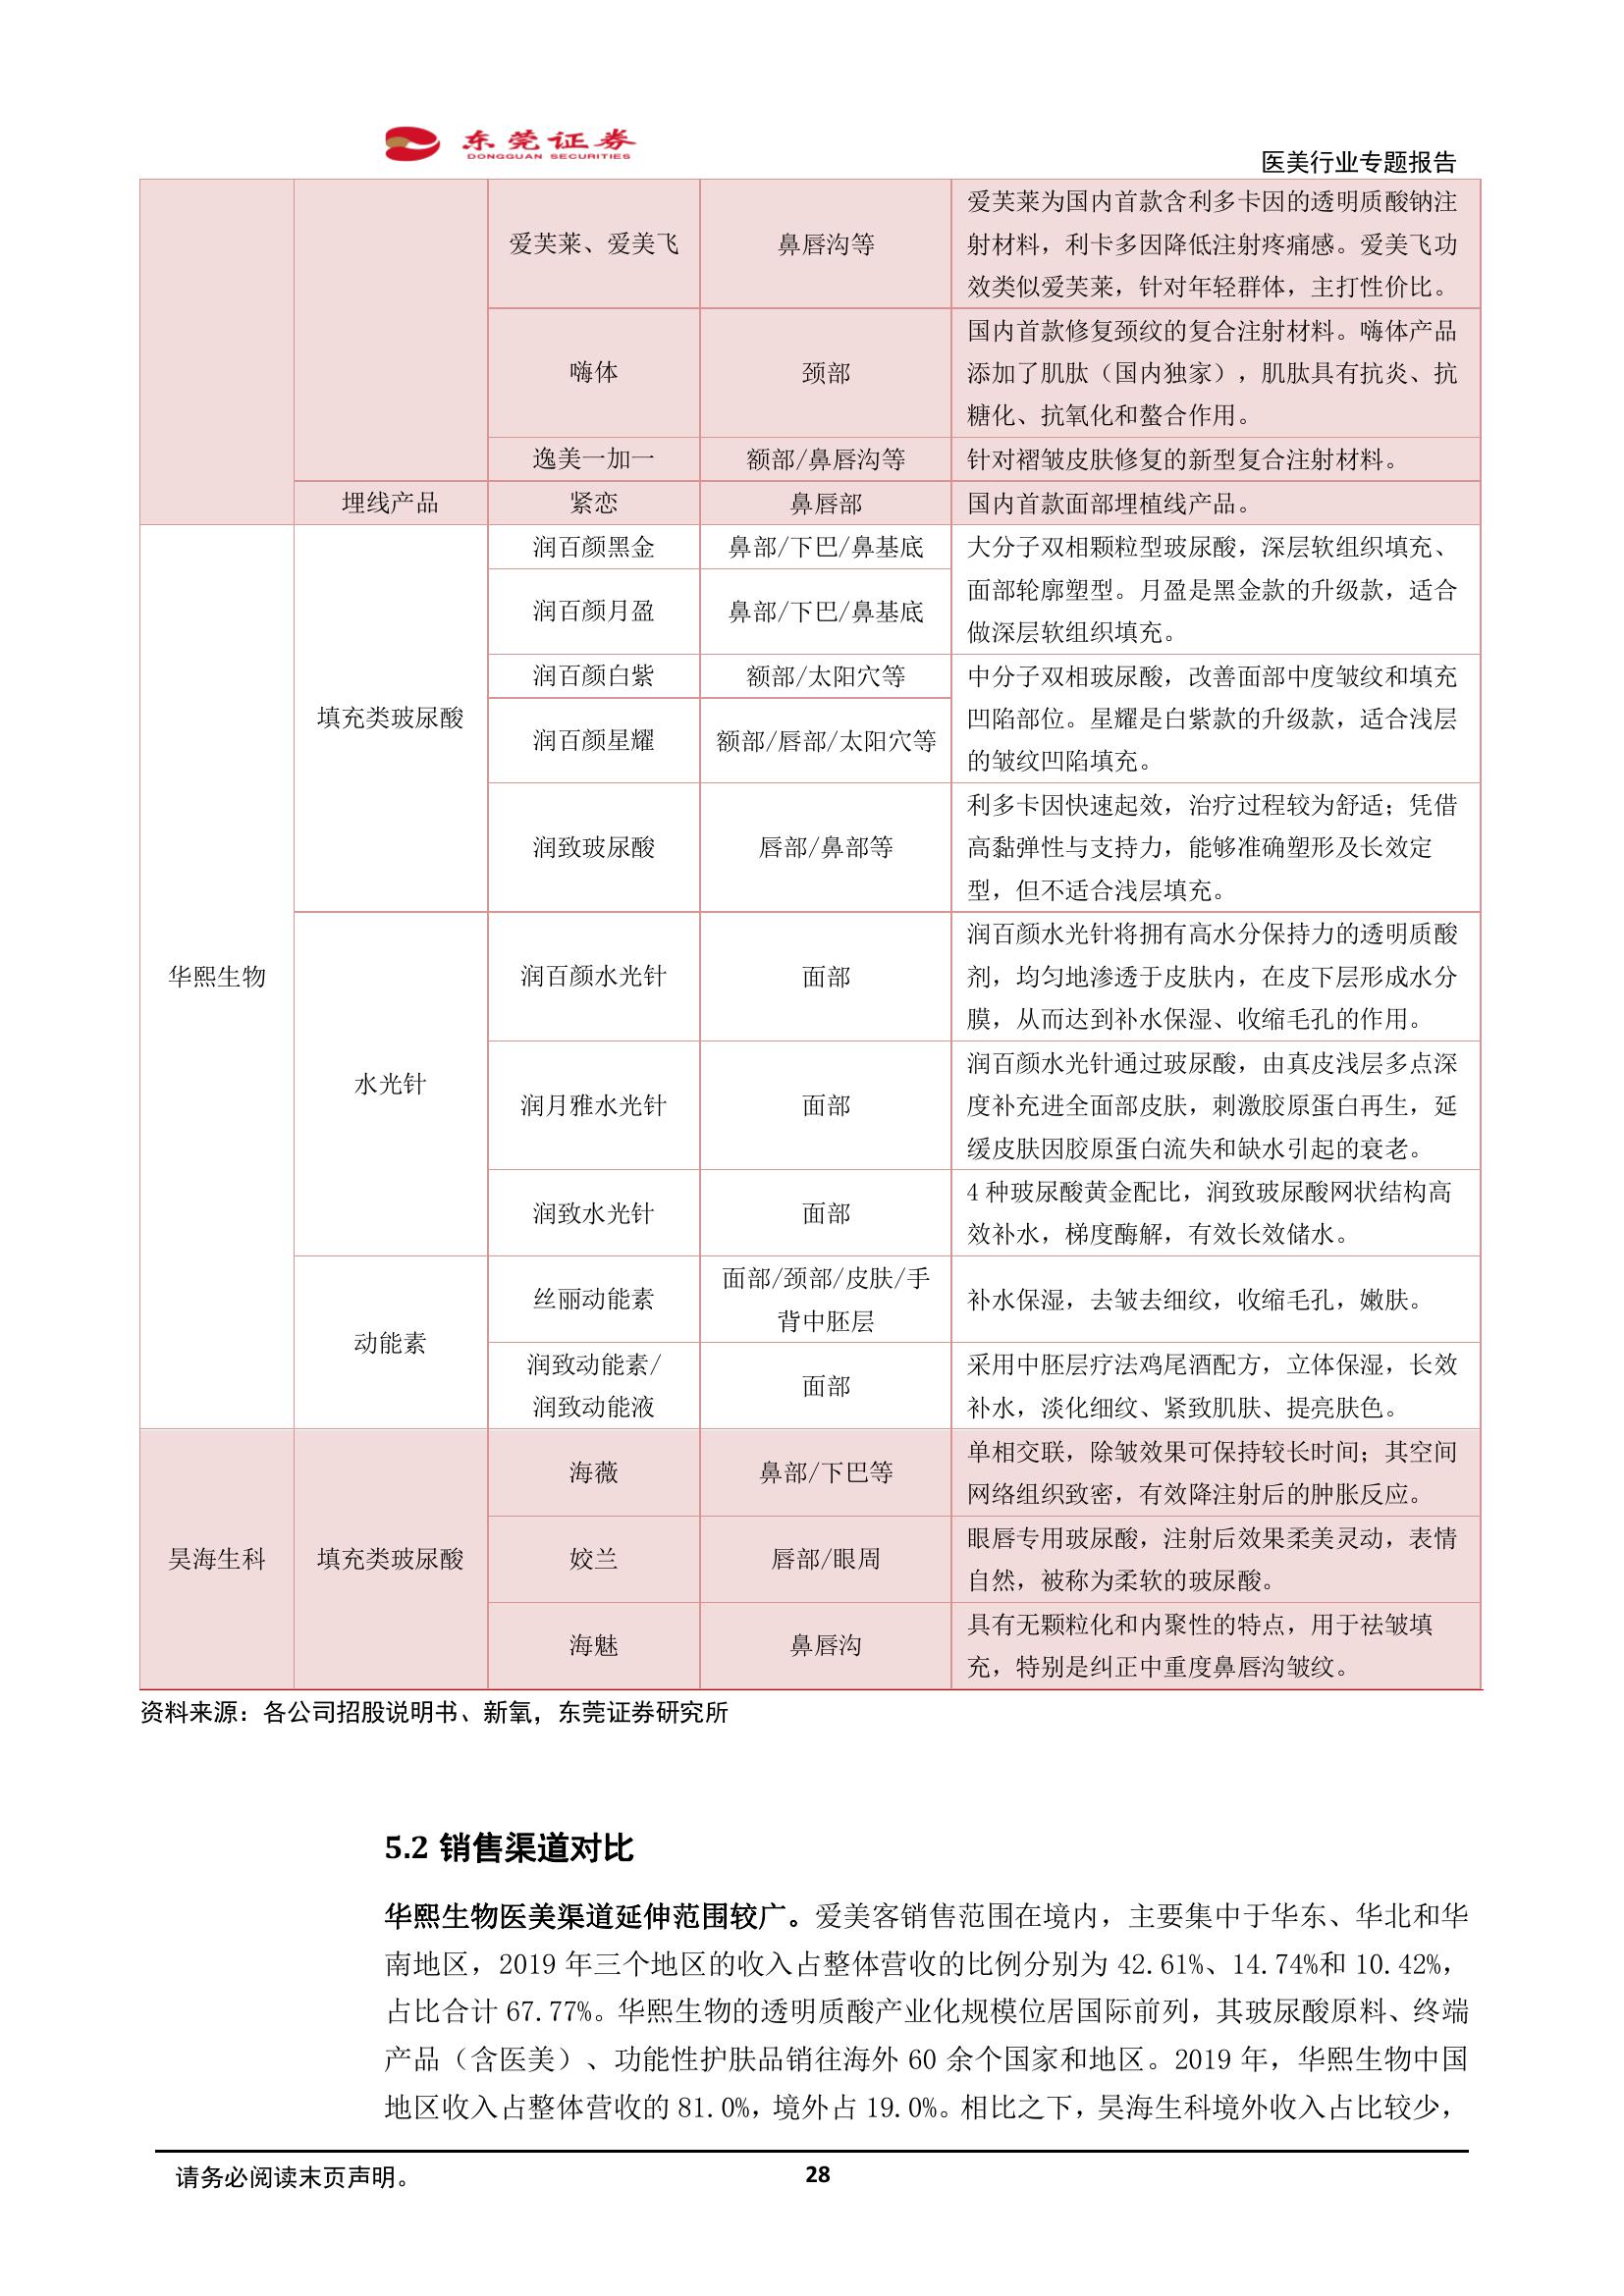 东莞证券
DONGGUAN SECURITIES
医美行业专题报告
爱芙莱、爱美飞
鼻唇沟等
爱芙莱为国内首款含利多卡因的透明质酸钠注
射材料，利卡多因降低注射疼痛感。爱美飞功
效类似爱芙莱，针对年轻群体，主打性价比。
嗨体
颈部
国内首款修复颈纹的复合注射材料。嗨体产品
添加了肌肽（国内独家），肌肽具有抗炎、抗
糖化、抗氧化和螯合作用。
逸美一加一
额部/鼻唇沟等
针对褶皱皮肤修复的新型复合注射材料。
埋线产品
紧恋
鼻唇部
国内首款面部埋植线产品。
华熙生物
填充类玻尿酸
润百颜黑金
鼻部/下巴/鼻基底
大分子双相颗粒型玻尿酸，深层软组织填充、
面部轮廓塑型。月盈是黑金款的升级款，适合
做深层软组织填充。
润百颜月盈
鼻部/下巴/鼻基底
润百颜白紫
额部/太阳穴等
中分子双相玻尿酸，改善面部中度皱纹和填充
凹陷部位。星耀是白紫款的升级款，适合浅层
的皱纹凹陷填充。
润百颜星耀
额部/唇部/太阳穴等
润致玻尿酸
唇部/鼻部等
利多卡因快速起效，治疗过程较为舒适；凭借
高黏弹性与支持力，能够准确塑形及长效定
型，但不适合浅层填充。
水光针
润百颜水光针
面部
润百颜水光针将拥有高水分保持力的透明质酸
剂，均匀地渗透于皮肤内，在皮下层形成水分
膜，从而达到补水保湿、收缩毛孔的作用。
润月雅水光针
面部
润百颜水光针通过玻尿酸，由真皮浅层多点深
度补充进全面部皮肤，刺激胶原蛋白再生，延
缓皮肤因胶原蛋白流失和缺水引起的衰老。
润致水光针
面部
4 种玻尿酸黄金配比，润致玻尿酸网状结构高
效补水，梯度酶解，有效长效储水。
动能素
丝丽动能素
面部/颈部/皮肤/手
背中胚层
补水保湿，去皱去细纹，收缩毛孔，嫩肤。
润致动能素/
润致动能液
面部
采用中胚层疗法鸡尾酒配方，立体保湿，长效
补水，淡化细纹、紧致肌肤、提亮肤色。
昊海生科
填充类玻尿酸
海薇
鼻部/下巴等
单相交联，除皱效果可保持较长时间；其空间
网络组织致密，有效降注射后的肿胀反应。
姣兰
唇部/眼周
眼唇专用玻尿酸，注射后效果柔美灵动，表情
自然，被称为柔软的玻尿酸。
海魅
鼻唇沟
具有无颗粒化和内聚性的特点，用于祛皱填
充，特别是纠正中重度鼻唇沟皱纹。
资料来源：各公司招股说明书、新氧，东莞证券研究所
5.2 销售渠道对比
华熙生物医美渠道延伸范围较广。爱美客销售范围在境内，主要集中于华东、华北和华
南地区，2019 年三个地区的收入占整体营收的比例分别为 42.61%、14.74%和 10.42%，
占比合计 67.77%。华熙生物的透明质酸产业化规模位居国际前列，其玻尿酸原料、终端
产品（含医美）、功能性护肤品销往海外 60 余个国家和地区。2019 年，华熙生物中国
地区收入占整体营收的 81.0%，境外占 19.0%。相比之下，昊海生科境外收入占比较少，
请务必阅读末页声明。
28